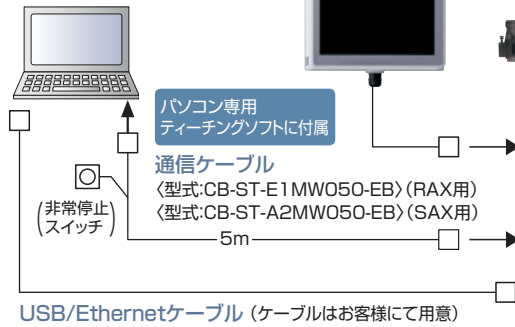 パソコン専用
ティーチングソフトに付属
通信ケーブル
〈型式:CB-ST-E1MW050-EB〉(RAX用)
〈型式:CB-ST-A2MW050-EB〉(SAX用)
(非常停止
スイッチ)
5m
USB/Ethernetケーブル (ケーブルはお客様にて用意)